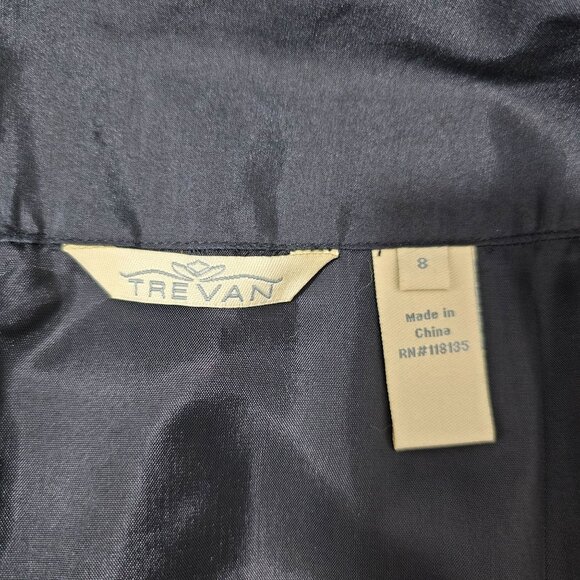 TREVAN
8
Made in
China
RN#118135